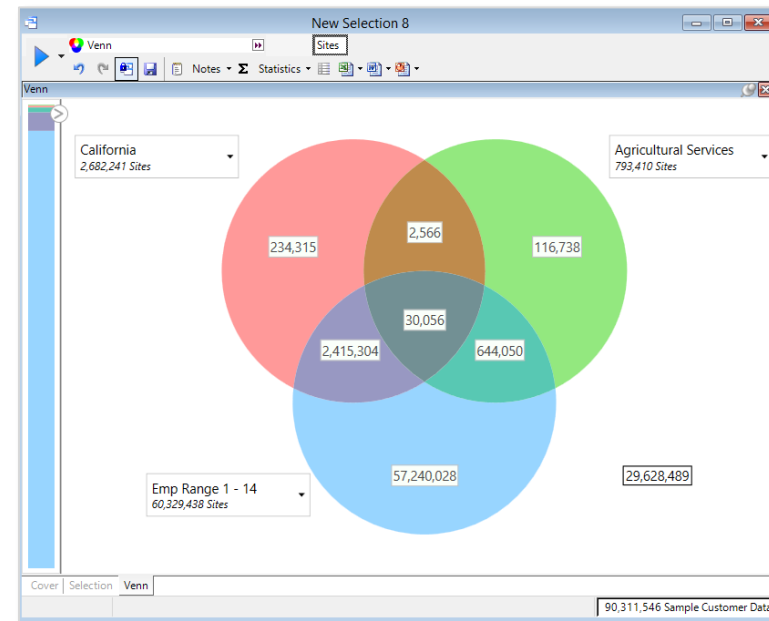 New Selection 8
Venn
Sites
Notes
Σ Statistics
Venn
California
2,682,241 Sites
Agricultural Services
793,410 Sites
234,315
2,566
116,738
30,056
2,415,304
644,050
57,240,028
29,628,489
Emp Range 1 - 14
60,329,438 Sites
Cover Selection Venn
90,311,546 Sample Customer Data